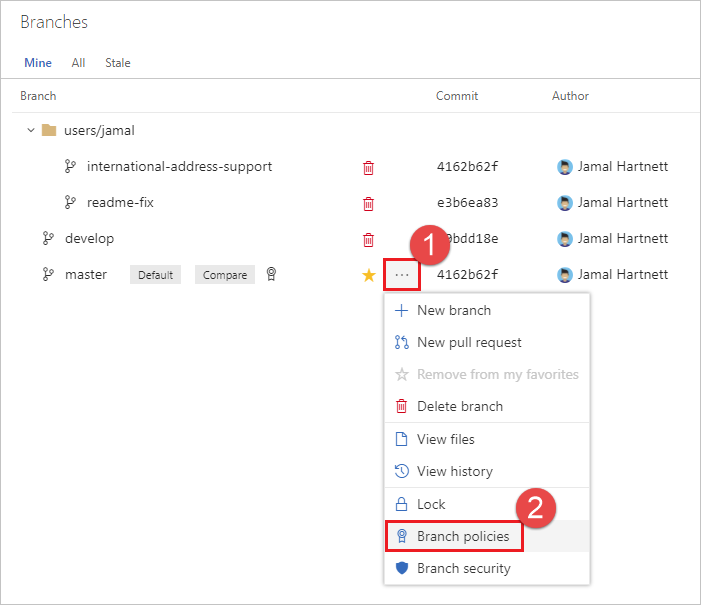 Branches
Mine All Stale
Branch Commit Author
users/jamal
international-address-support 4162b62f Jamal Hartnett
readme-fix e3b6ea83 Jamal Hartnett
develop Jamal Hartnett
1
master Default Compare ... 4162b62f Jamal Hartnett
New branch
New pull request
Remove from my favorites
Delete branch
View files
View history
Lock
2
Branch policies
Branch security